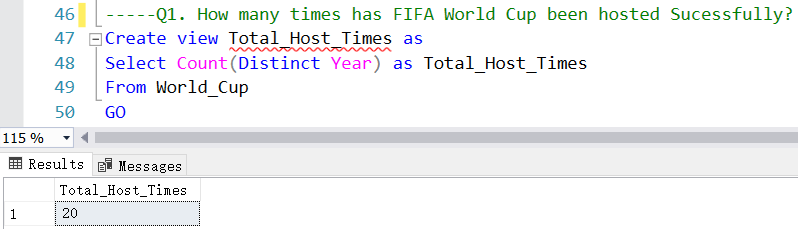 46 -----Q1. How many times has FIFA World Cup been hosted Sucessfully?
47 Create view Total_Host_Times as
48 Select Count(Distinct Year) as Total_Host_Times
49 From World_Cup
50 GO
115 %
Results Messages
Total_Host_Times
1 20